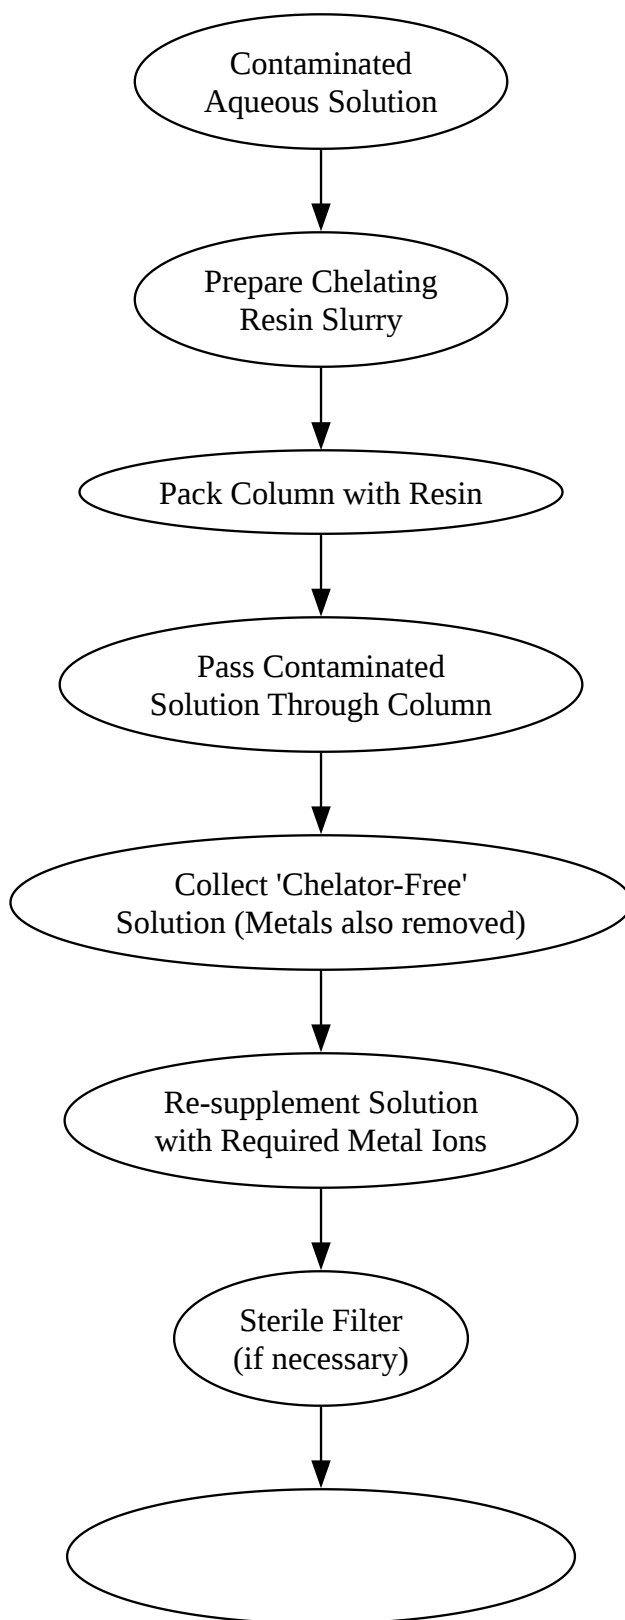 Contaminated
Aqueous Solution
Prepare Chelating
Resin Slurry
Pack Column with Resin
Pass Contaminated
Solution Through Column
Collect 'Chelator-Free'
Solution (Metals also removed)
Re-supplement Solution
with Required Metal Ions
Sterile Filter
(if necessary)